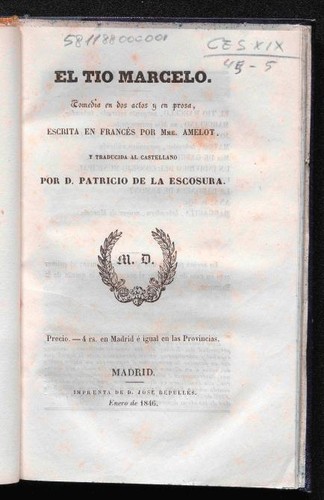 581188000001
CES XIX
45-5
EL TIO MARCELO.
Comedia en dos actos y en prosa,
ESCRITA EN FRANCÉS POR MME. AMELOT,
Y TRADUCIDA AL CASTELLANO
POR D. PATRICIO DE LA ESCOSURA.
M. D.
Precio.—4 rs. en Madrid é igual en las Provincias.
MADRID.
IMPRENTA DE D. JOSÉ REPULLÉS.
Enero de 1846.